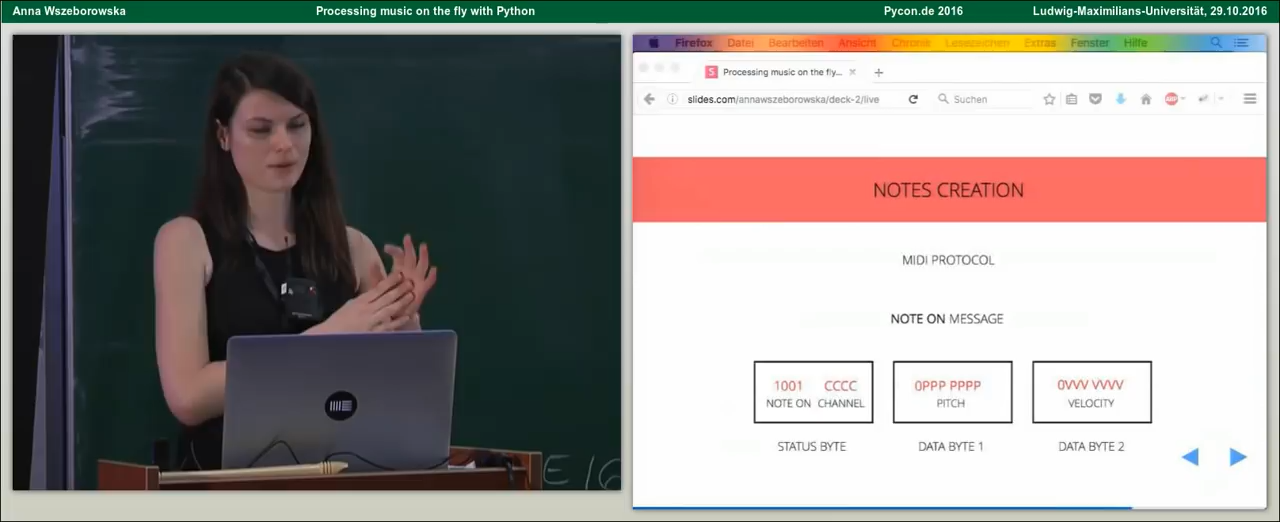 Anna Wszeborowska
Processing music on the fly with Python
Pycon.de 2016
Ludwig-Maximilians-Universität, 29.10.2016
Firefox Datei Bearbeiten Ansicht Chronik Lesezeichen Extras Fenster Hilfe
S Processing music on the fly...
slides.com/annawszeborowska/deck-2/live
Suchen
ABP
NOTES CREATION
MIDI PROTOCOL
NOTE ON MESSAGE
1001 CCCC
NOTE ON CHANNEL
STATUS BYTE
0PPP PPPP
PITCH
DATA BYTE 1
0VVV VVVV
VELOCITY
DATA BYTE 2
E 16